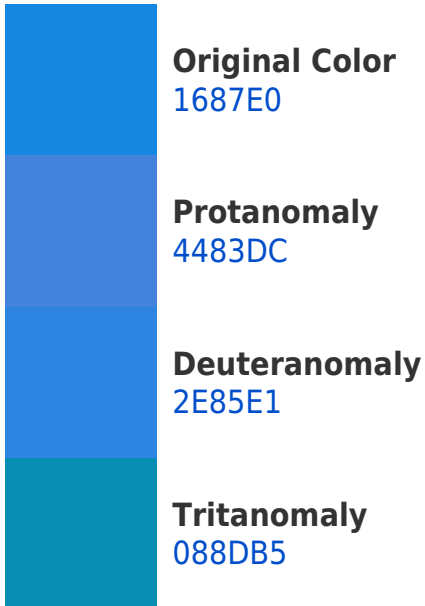 Original Color
1687E0
Protanomaly
4483DC
Deuteranomaly
2E85E1
Tritanomaly
088DB5